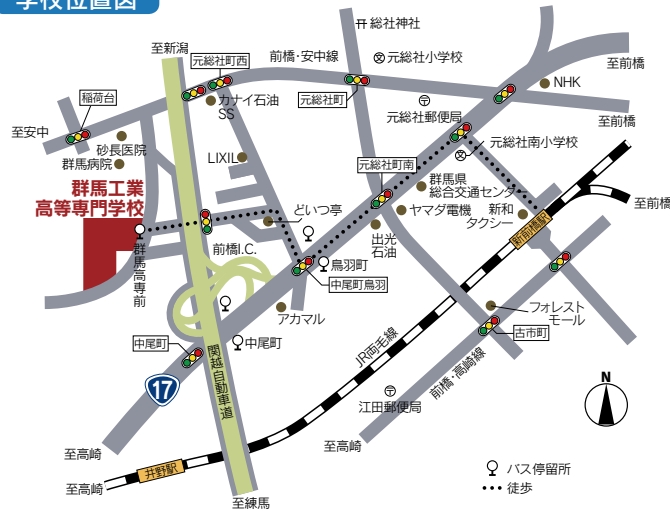 学校位置図
総社神社
至新潟
元総社町西
前橋・安中線
元総社小学校
至前橋
NHK
稲荷台
カナイ石油
SS
元総社町
元総社郵便局
至前橋
至安中
砂長医院
群馬病院
LIXIL
元総社南小学校
元総社町南
群馬県
総合交通センター
群馬工業
高等専門学校
どいつ亭
ヤマダ電機
新和
タクシー
至前橋
新前橋駅
群馬高専前
前橋I.C.
出光
石油
鳥羽町
中尾町鳥羽
アカマル
フォレスト
モール
中尾町
中尾町
古市町
関越自動車道
JR両毛線
前橋・高崎線
17
N
江田郵便局
至高崎
至高崎
井野駅
至高崎
至練馬
バス停留所
徒歩